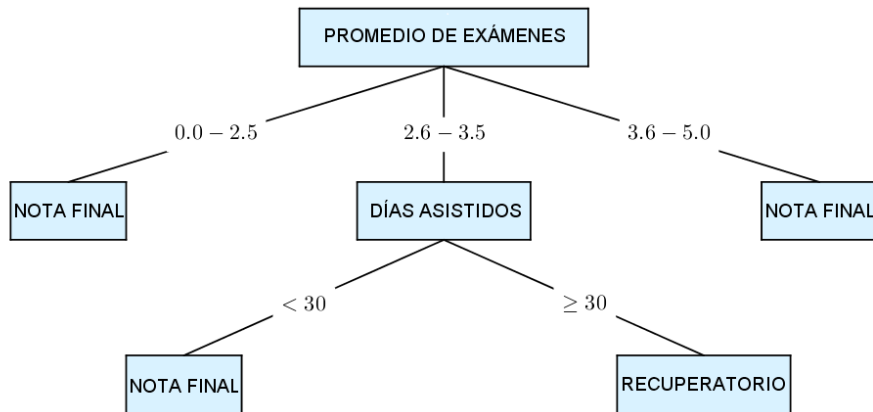 PROMEDIO DE EXÁMENES
0.0 − 2.5
2.6 − 3.5
3.6 − 5.0
NOTA FINAL
DÍAS ASISTIDOS
NOTA FINAL
< 30
≥ 30
NOTA FINAL
RECUPERATORIO